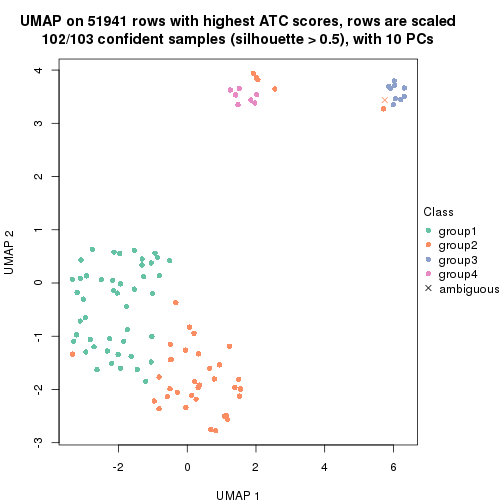 UMAP on 51941 rows with highest ATC scores, rows are scaled
102/103 confident samples (silhouette > 0.5), with 10 PCs
4
3
2
1
0
-1
-2
-3
UMAP 2
-2
0
2
4
6
UMAP 1
Class
group1
group2
group3
group4
ambiguous